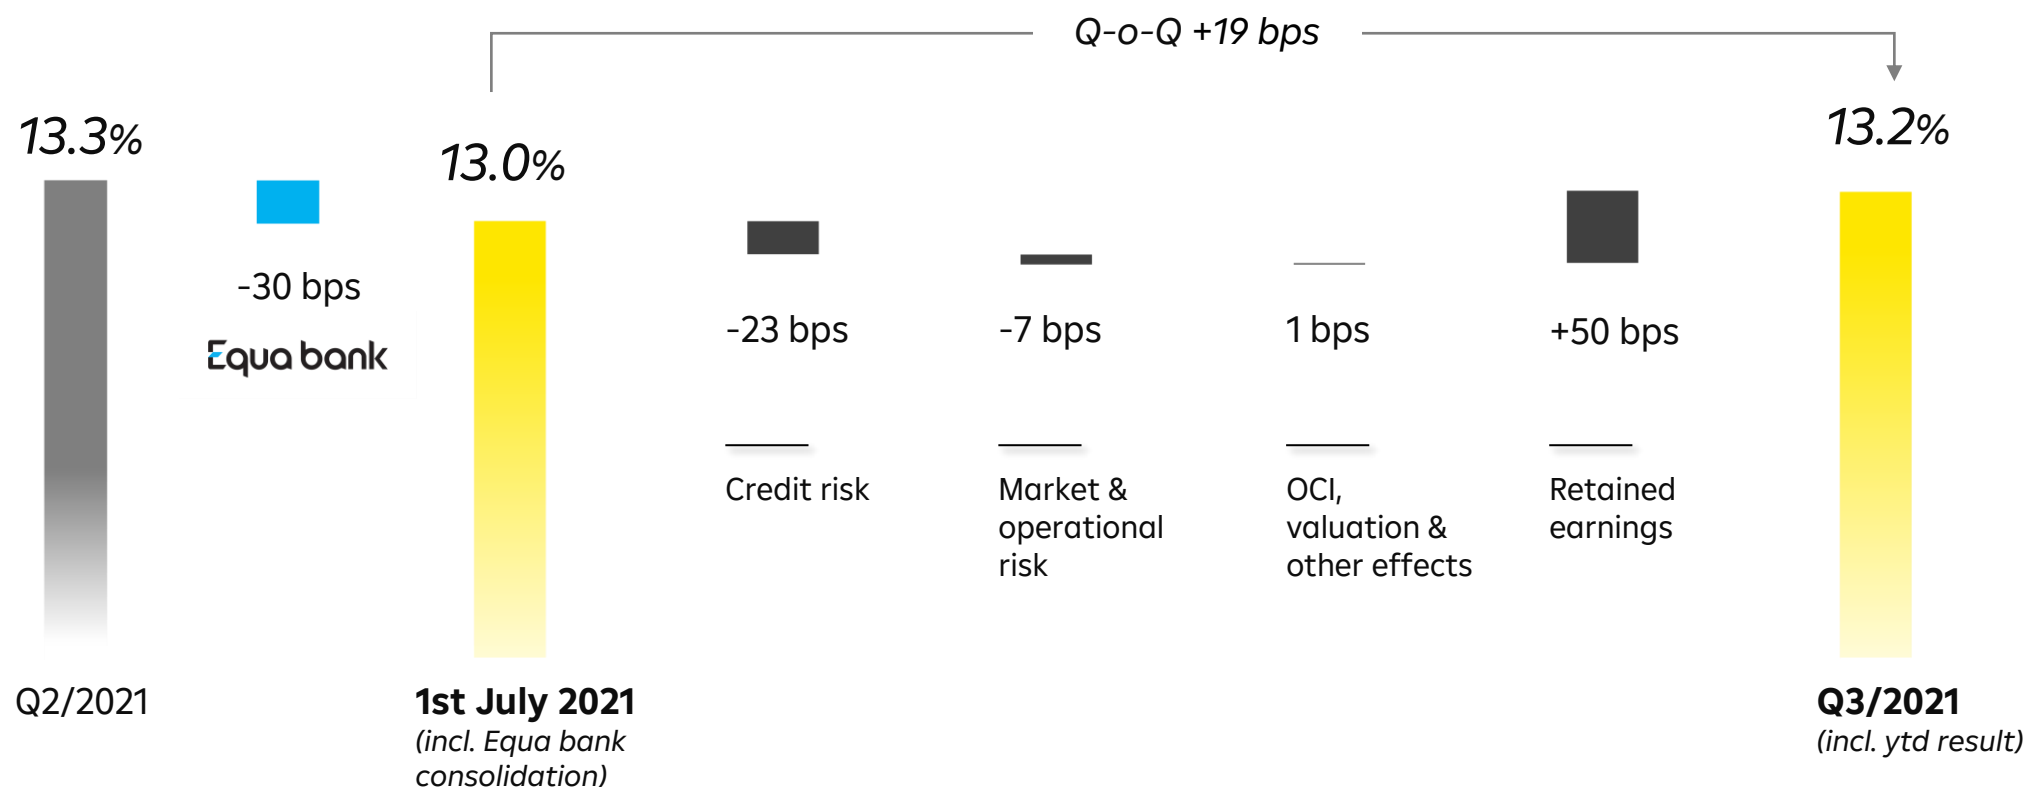 Q-o-Q +19 bps
13.3%
13.0%
13.2%
-30 bps
Equa bank
-23 bps
-7 bps
1 bps
+50 bps
Credit risk
Market &
operational
risk
OCI,
valuation &
other effects
Retained
earnings
Q2/2021
1st July 2021
(incl. Equa bank
consolidation)
Q3/2021
(incl. ytd result)